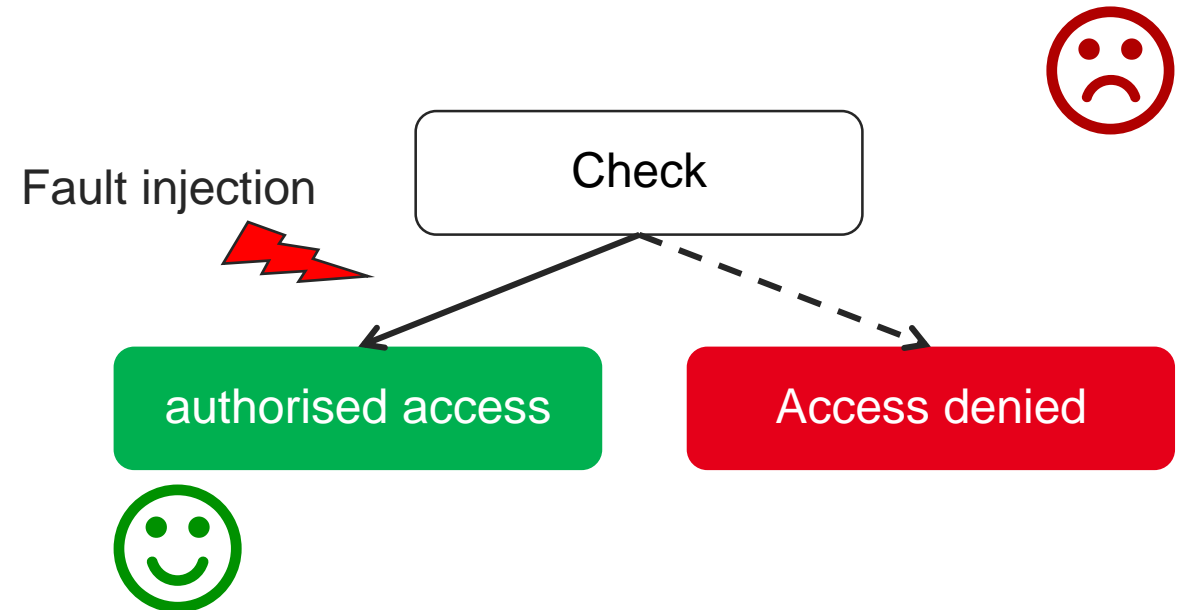 Check
Fault injection
authorised access
Access denied